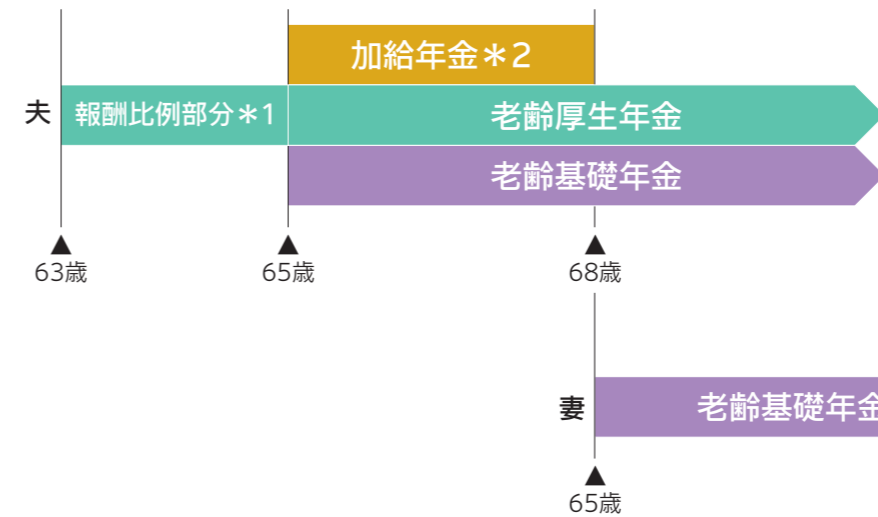 加給年金＊2
夫
報酬比例部分＊1
老齢厚生年金
老齢基礎年金
▲
▲
▲
63歳
65歳
68歳
妻
老齢基礎年金
▲
65歳